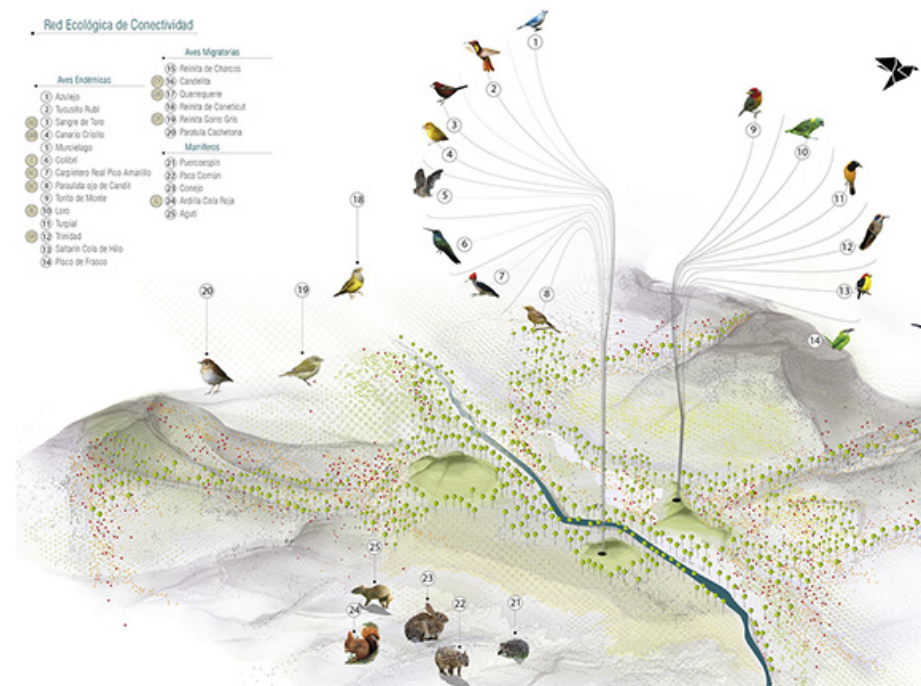 Red Ecológica de Conectividad
Aves Endémicas
1 Azulejo
2 Tucusito Rubí
3 Sangre de Toro
4 Canario Criollo
5 Murcielago
6 Colibrí
7 Carpintero Real Pico Amarillo
8 Paraulata ojo de Candil
9 Torito de Monte
10 Loro
11 Turpial
12 Trinidad
13 Saltarín Cola de Hilo
14 Pisco de Frasco
Aves Migratorias
15 Reinita de Charcos
16 Candelita
17 Querrequerre
18 Reinita de Coneticut
19 Reinita Gorro Gris
20 Paratula Cachetona
Mamíferos
21 Puercoespín
22 Paca Común
23 Conejo
24 Ardilla Cola Roja
25 Agutí
1
2
3
4
5
6
7
8
9
10
11
12
13
14
18
19
20
25
23
24
22
21